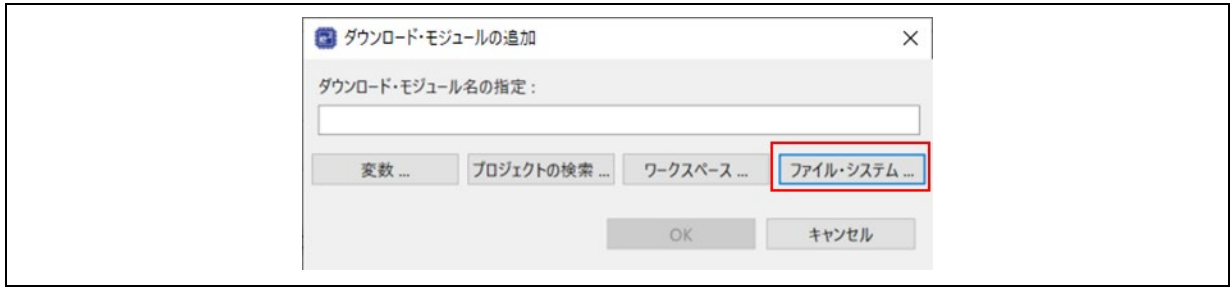 ダウンロード・モジュールの追加
ダウンロード・モジュール名の指定 :
変数 ... プロジェクトの検索 ... ワークスペース ... ファイル・システム ...
OK キャンセル